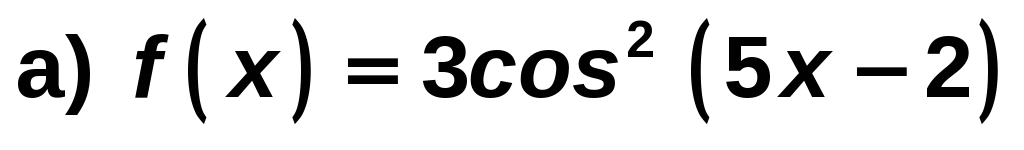 a) f(x) = 3cos² (5x − 2)